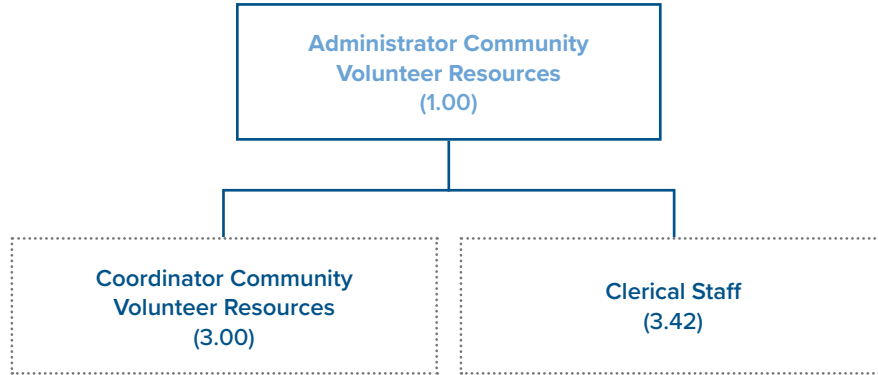 Administrator Community
Volunteer Resources
(1.00)
Coordinator Community
Volunteer Resources
(3.00)
Clerical Staff
(3.42)